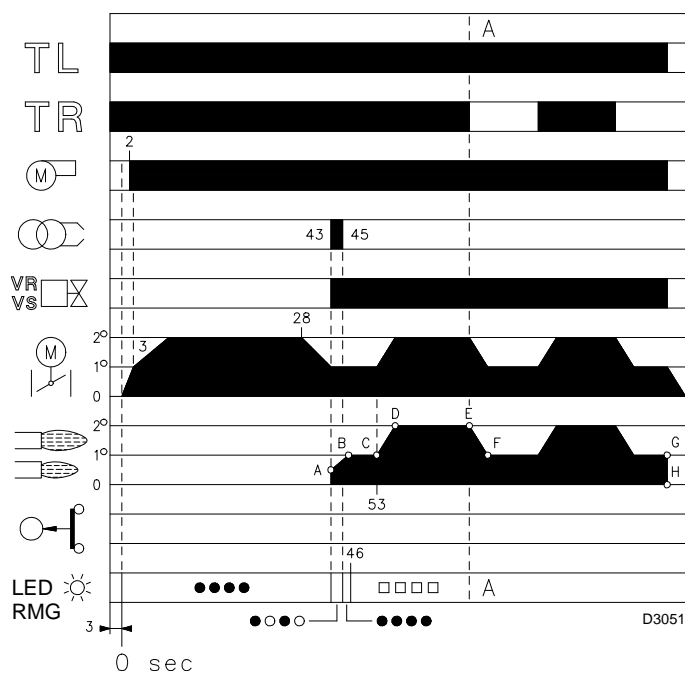 A
TL
TR
2
M
43 45
VR
VS
28
M
2°
3
1°
0
2°
D E
B C F G
1°
A
0 H
53
46
LED A
RMG
3
D3051
0 sec